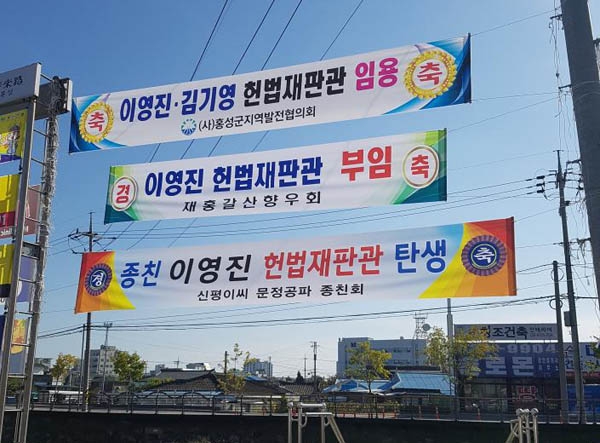 축 이영진·김기영 헌법재판관 임용 축
(사)홍성군지역발전협의회
경 이영진 헌법재판관 부임 축
재홍갈산향우회
경 종친 이영진 헌법재판관 탄생 축
신평이씨 문정공파 종친회
조건축